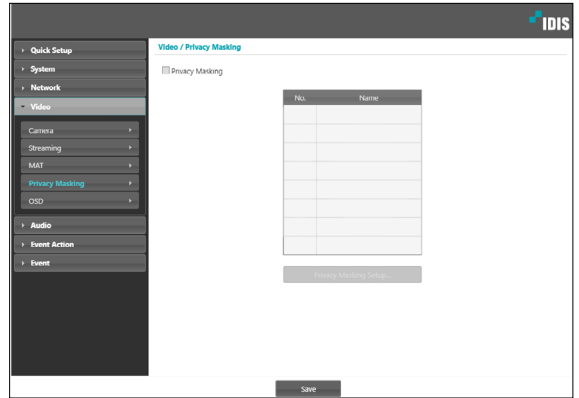 IDIS
Quick Setup
System
Network
Video
Camera
Streaming
MAT
Privacy Masking
OSD
Audio
Event Action
Event
Video / Privacy Masking
Privacy Masking
No. Name
Privacy Masking Setup...
Save